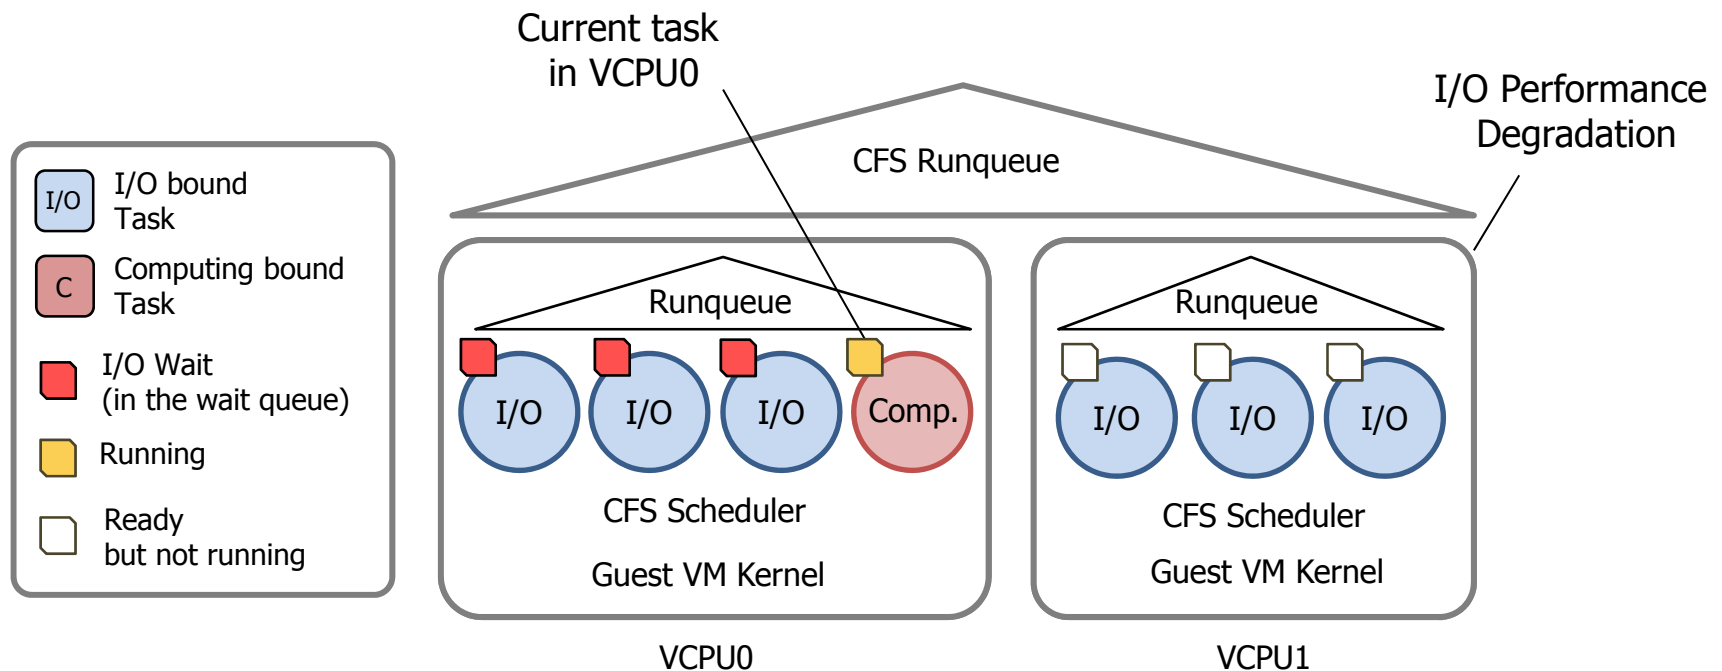 Current task
in VCPU0
I/O Performance
Degradation
CFS Runqueue
I/O
I/O bound
Task
C
Computing bound
Task
I/O Wait
(in the wait queue)
Running
Ready
but not running
Runqueue
I/O
I/O
I/O
Comp.
CFS Scheduler
Guest VM Kernel
VCPU0
Runqueue
I/O
I/O
I/O
CFS Scheduler
Guest VM Kernel
VCPU1